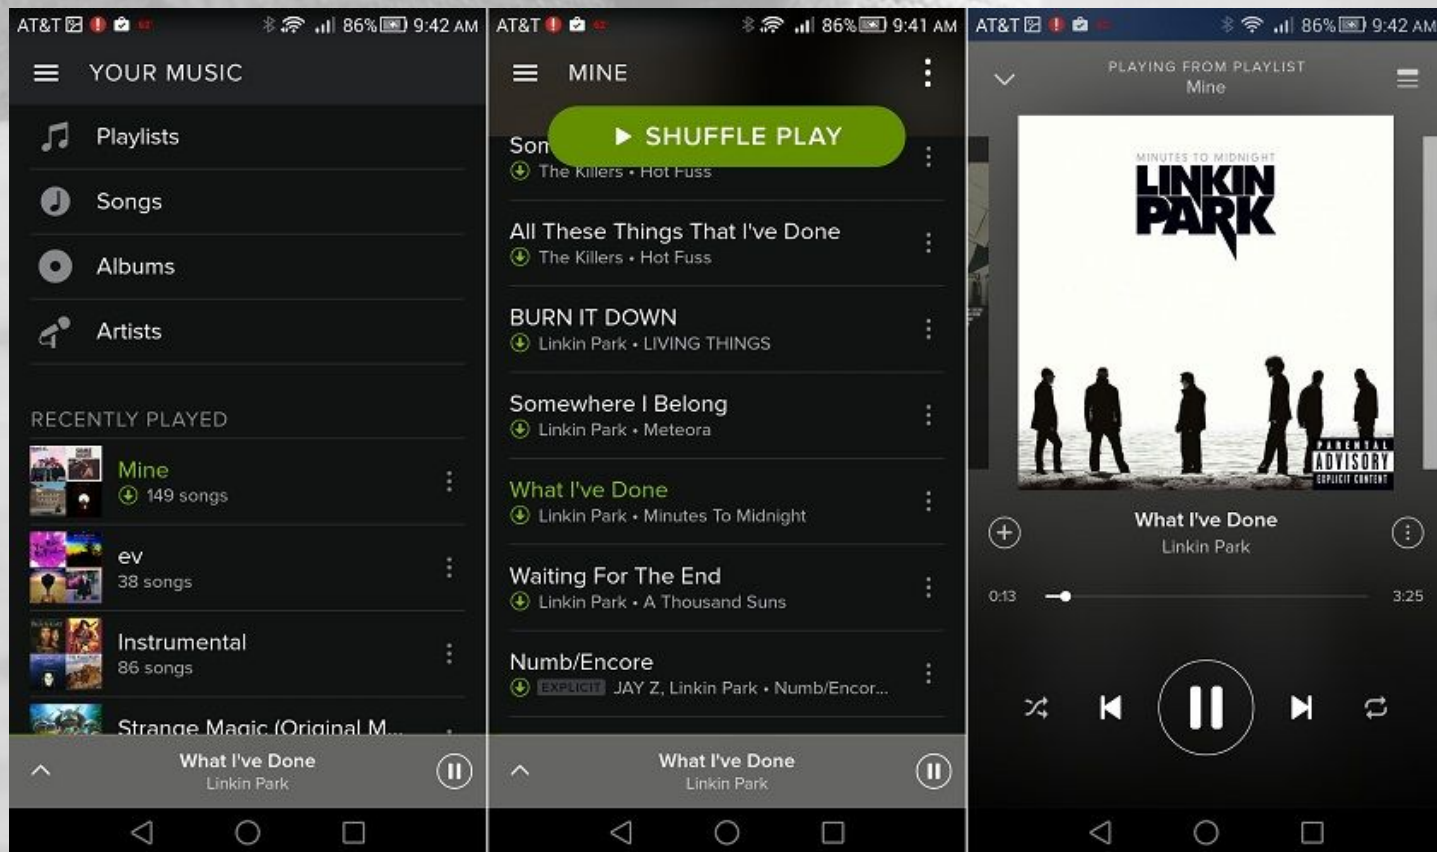 AT&T 86% 9:42 AM
YOUR MUSIC
Playlists
Songs
Albums
Artists
RECENTLY PLAYED
Mine
149 songs
ev
38 songs
Instrumental
86 songs
Strange Magic (Original M...
What I've Done
Linkin Park
AT&T 86% 9:41 AM
MINE
SHUFFLE PLAY
Som
The Killers • Hot Fuss
All These Things That I've Done
The Killers • Hot Fuss
BURN IT DOWN
Linkin Park • LIVING THINGS
Somewhere I Belong
Linkin Park • Meteora
What I've Done
Linkin Park • Minutes To Midnight
Waiting For The End
Linkin Park • A Thousand Suns
Numb/Encore
EXPLICIT JAY Z, Linkin Park • Numb/Encor...
What I've Done
Linkin Park
AT&T 86% 9:42 AM
PLAYING FROM PLAYLIST
Mine
MINUTES TO MIDNIGHT
LINKIN
PARK
PARENTAL
ADVISORY
EXPLICIT CONTENT
What I've Done
Linkin Park
0:13 3:25